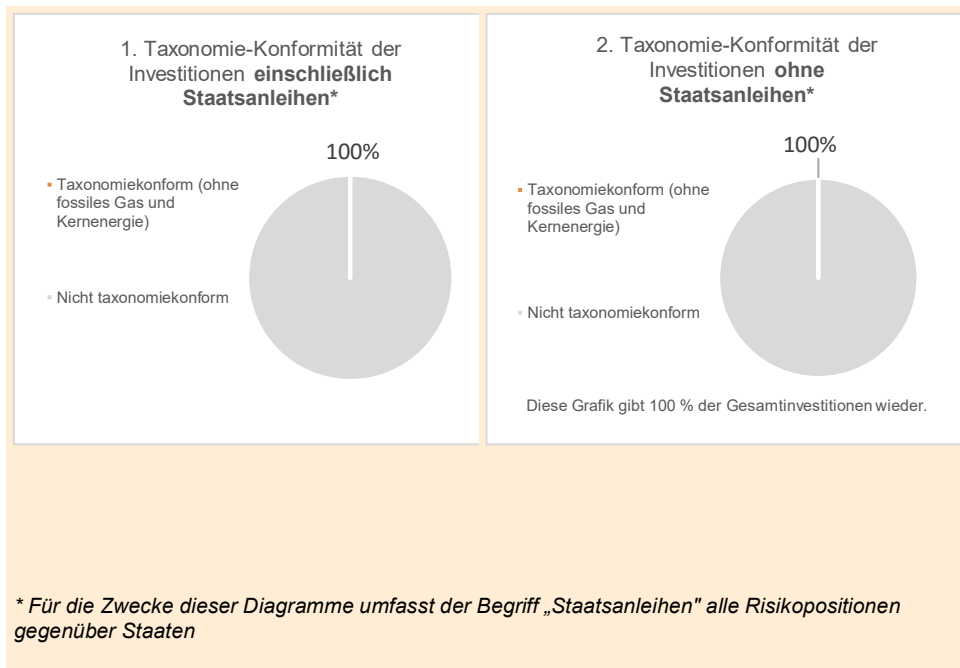 1. Taxonomie-Konformität der
Investitionen einschließlich
Staatsanleihen*
100%
Taxonomiekonform (ohne
fossiles Gas und
Kernenergie)
Nicht taxonomiekonform
2. Taxonomie-Konformität der
Investitionen ohne
Staatsanleihen*
100%
Taxonomiekonform (ohne
fossiles Gas und
Kernenergie)
Nicht taxonomiekonform
Diese Grafik gibt 100 % der Gesamtinvestitionen wieder.
* Für die Zwecke dieser Diagramme umfasst der Begriff „Staatsanleihen" alle Risikopositionen
gegenüber Staaten